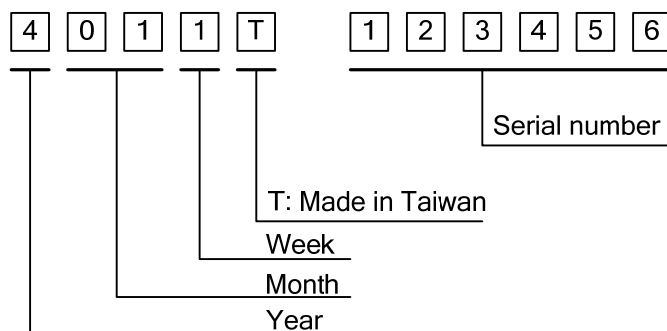 4 0 1 1 T 1 2 3 4 5 6
Serial number
T: Made in Taiwan
Week
Month
Year